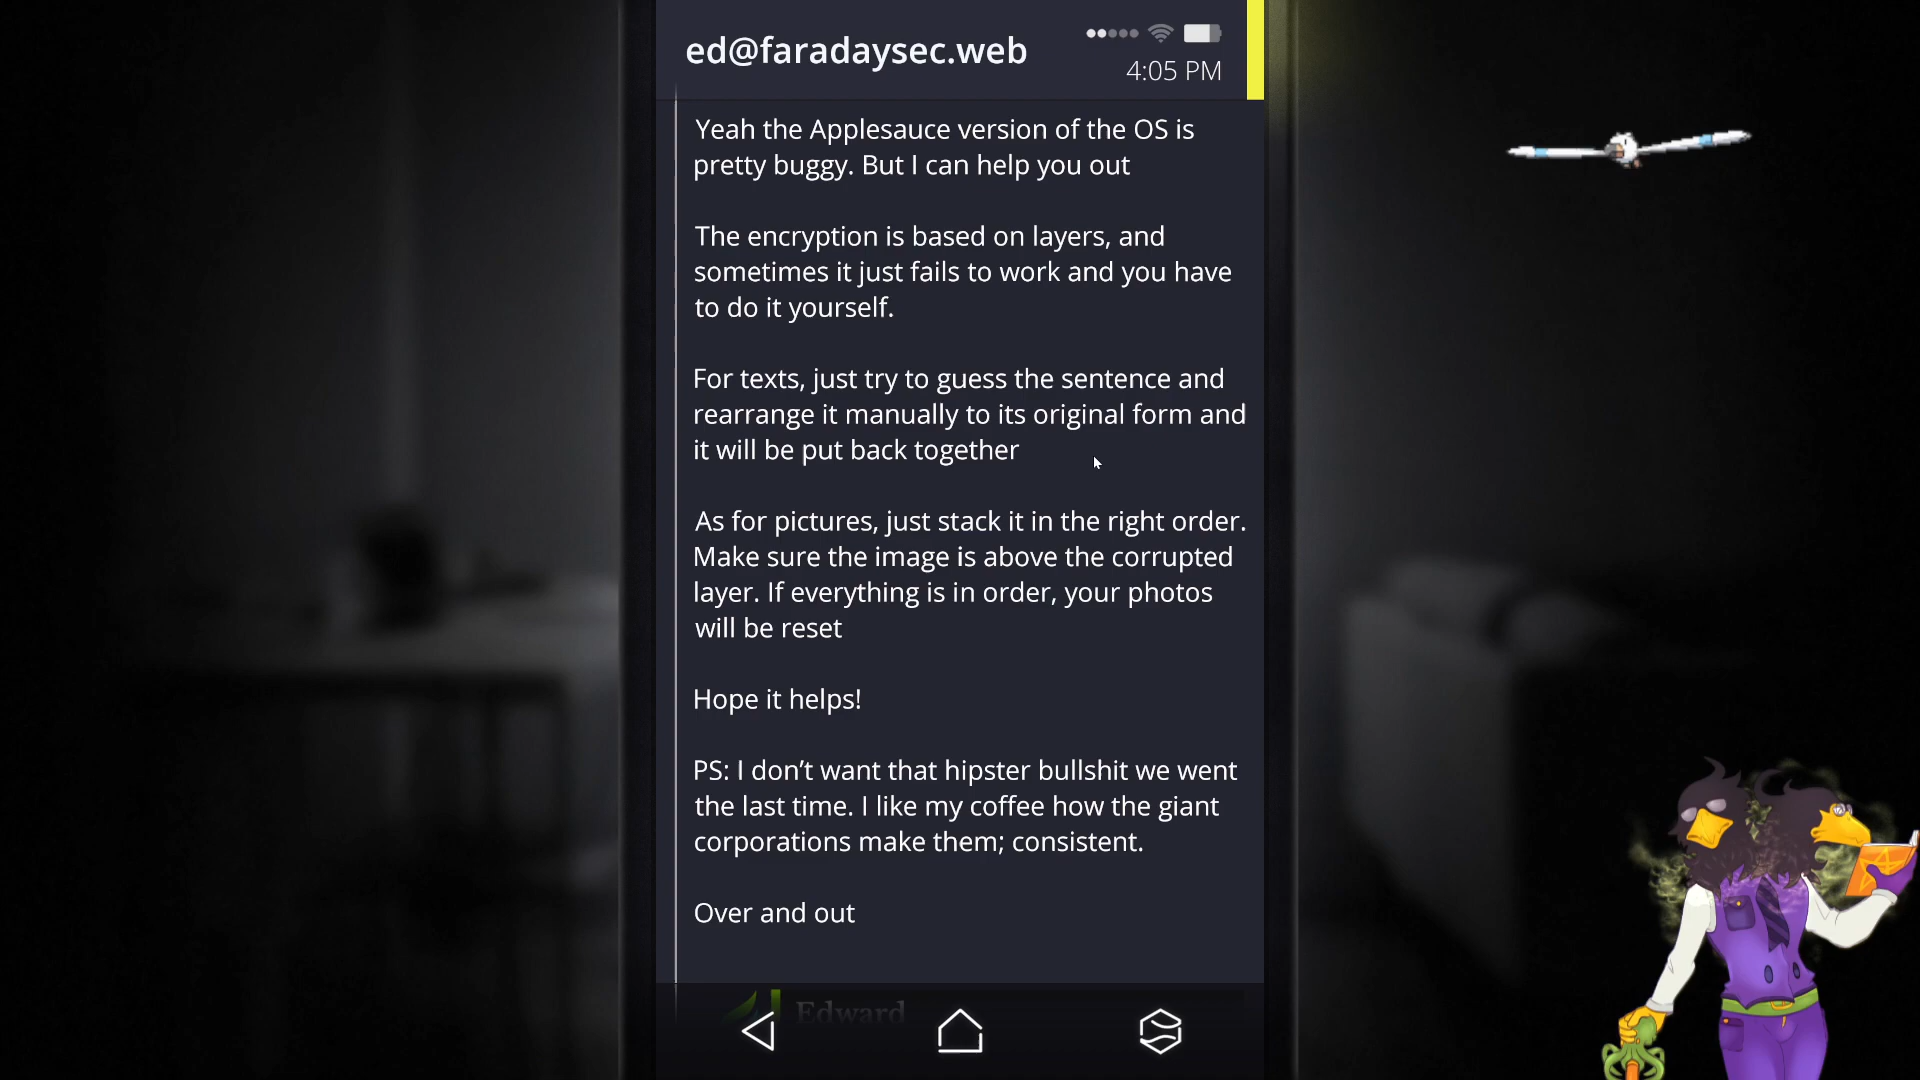 ed@faradaysec.web
4:05 PM
Yeah the Applesauce version of the OS is
pretty buggy. But I can help you out
The encryption is based on layers, and
sometimes it just fails to work and you have
to do it yourself.
For texts, just try to guess the sentence and
rearrange it manually to its original form and
it will be put back together
As for pictures, just stack it in the right order.
Make sure the image is above the corrupted
layer. If everything is in order, your photos
will be reset
Hope it helps!
PS: I don’t want that hipster bullshit we went
the last time. I like my coffee how the giant
corporations make them; consistent.
Over and out
Edward